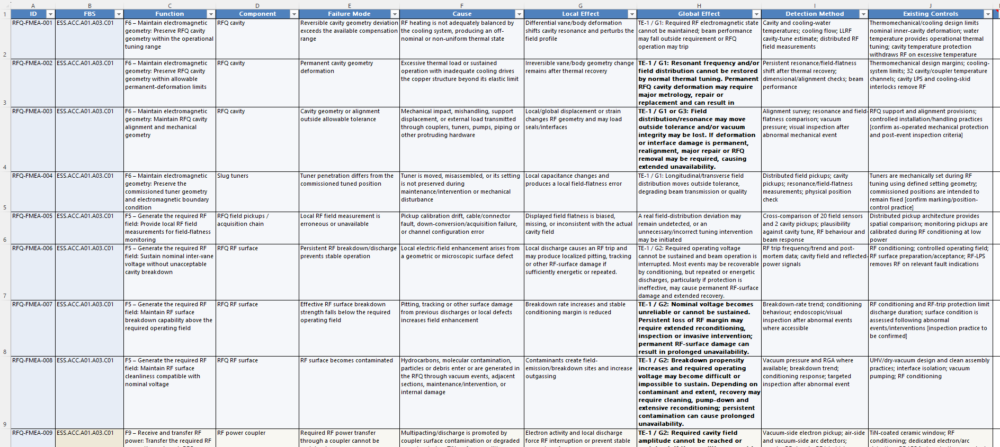 A B C D E F G H I J
1 ID FBS Function Component Failure Mode Cause Local Effect Global Effect Detection Method Existing Controls
2
RFQ-FMEA-001
ESS.ACC.A01.A03.C01
F6 – Maintain electromagnetic
geometry: Preserve RFQ cavity
geometry within the operational
tuning range
RFQ cavity
Reversible cavity geometry deviation
exceeds the available compensation
range
RF heating is not adequately balanced by
the cooling system, producing an off-
nominal or non-uniform thermal state
Differential vane/body deformation
shifts cavity resonance and perturbs the
field profile
TE-1 / G1: Required RF electromagnetic state
cannot be maintained; beam performance
may fall outside requirement or RFQ
operation may trip
Cavity and cooling-water
temperatures; cooling flow; LLRF
cavity-tune estimate; distributed RF
field measurements
Thermomechanical/cooling design limits
nominal inner-cavity deformation; water
temperature provides operational thermal
tuning; cavity temperature protection
withdraws RF on excessive temperature
3
RFQ-FMEA-002
ESS.ACC.A01.A03.C01
F6 – Maintain electromagnetic
geometry: Preserve RFQ cavity
geometry within allowable
permanent-deformation limits
RFQ cavity
Permanent cavity geometry
deformation
Excessive thermal load or sustained
operation with inadequate cooling drives
the copper structure beyond its elastic limit
Irreversible vane/body geometry change
remains after thermal recovery
TE-1 / G1: Resonant frequency and/or
field distribution cannot be restored
by normal thermal tuning. Permanent
RFQ cavity deformation may require
major metrology, repair or
replacement and can result in
Persistent resonance/field-flatness
shift after thermal recovery;
dimensional/alignment checks; beam
performance
Thermomechanical design margins; cooling-
system limits; 32 cavity/coupler temperature
channels; cavity LPS and cooling-skid
interlocks remove RF
4
RFQ-FMEA-003
ESS.ACC.A01.A03.C01
F6 – Maintain electromagnetic
geometry: Maintain RFQ cavity
alignment and mechanical
geometry
RFQ cavity
Cavity geometry or alignment
outside allowable tolerance
Mechanical impact, mishandling, support
displacement, or external load transmitted
through couplers, tuners, pumps, piping or
other protruding hardware
Local/global displacement or strain
changes RF geometry and may load
seals/interfaces
TE-1 / G1 or G3: Field
distribution/resonance may move
outside tolerance and/or vacuum
integrity may be lost. If deformation
or interface damage is permanent,
realignment, major repair or RFQ
removal may be required, causing
extended unavailability.
Alignment survey; resonance and field-
flatness comparison; vacuum
pressure; visual inspection after
abnormal mechanical event
RFQ support and alignment provisions;
controlled installation/handling practices
[confirm as-operated mechanical protection
and post-event inspection criteria]
5
RFQ-FMEA-004
ESS.ACC.A01.A03.C01
F6 – Maintain electromagnetic
geometry: Preserve the
commissioned tuner geometry
and electromagnetic boundary
condition
Slug tuners
Tuner penetration differs from the
commissioned tuned position
Tuner is moved, misassembled, or its setting
is not preserved during
maintenance/intervention or mechanical
disturbance
Local capacitance changes and
produces a local field-flatness error
TE-1 / G1: Longitudinal/transverse field
distribution moves outside tolerance,
degrading beam transmission or quality
Distributed field pickups; cavity
pickups; resonance/field-flatness
measurements; physical position
check
Tuners are mechanically set during RF
tuning using defined setting geometry;
commissioned positions are intended to
remain fixed [confirm marking/position-
control practice]
6
RFQ-FMEA-005
ESS.ACC.A01.A03.C01
F5 – Generate the required RF
field: Provide local RF field
measurements for field-flatness
monitoring
RFQ field pickups /
acquisition chain
Local RF field measurement is
erroneous or unavailable
Pickup calibration drift, cable/connector
fault, down-conversion/acquisition failure,
or channel configuration error
Displayed field flatness is biased,
missing, or inconsistent with the actual
cavity field
A real field-distribution deviation may
remain undetected, or an
unnecessary/incorrect tuning intervention
may be initiated
Cross-comparison of 20 field sensors
and 2 cavity pickups; plausibility
against cavity tune, RF behaviour and
beam response
Distributed pickup architecture provides
spatial comparison; monitoring pickups are
calibrated during RF conditioning at low
power
7
RFQ-FMEA-006
ESS.ACC.A01.A03.C01
F5 – Generate the required RF
field: Sustain nominal inter-vane
voltage without unacceptable
cavity breakdown
RFQ RF surface
Persistent RF breakdown/discharge
prevents stable operation
Local electric-field enhancement arises from
a geometric or microscopic surface defect
Local discharge causes an RF trip and
may produce localized pitting, tracking
or other RF-surface damage if
sufficiently energetic or repeated.
TE-1 / G2: Required operating voltage
cannot be sustained and beam operation is
interrupted. Most events may be recoverable
by conditioning, but repeated or energetic
discharges, particularly if protection is
ineffective, may cause permanent RF-surface
damage and extended recovery.
RF trip frequency/trend and post-
mortem data; cavity field and reflected-
power signals
RF conditioning; controlled operating field;
RF surface preparation/acceptance; RF-LPS
removes RF on relevant fault indications
8
RFQ-FMEA-007
ESS.ACC.A01.A03.C01
F5 – Generate the required RF
field: Maintain RF surface
breakdown capability above the
required operating field
RFQ RF surface
Effective RF surface breakdown
strength falls below the required
operating field
Pitting, tracking or other surface damage
from previous discharges or local defects
increases field enhancement
Breakdown rate increases and stable
conditioning margin is reduced
TE-1 / G2: Nominal voltage becomes
unreliable or cannot be sustained.
Persistent loss of RF margin may
require extended reconditioning,
inspection or invasive intervention;
permanent RF-surface damage can
result in prolonged unavailability.
Breakdown-rate trend; conditioning
behaviour; endoscopic/visual
inspection after abnormal events
where accessible
RF conditioning and RF-trip protection limit
discharge duration; surface condition is
assessed following abnormal
events/interventions [inspection practice to
be confirmed]
9
RFQ-FMEA-008
ESS.ACC.A01.A03.C01
F5 – Generate the required RF
field: Maintain RF surface
cleanliness compatible with
nominal voltage
RFQ RF surface
RF surface becomes contaminated
Hydrocarbons, molecular contamination,
particles or debris enter or are generated in
the RFQ through vacuum events, adjacent
sections, maintenance/intervention, or
internal damage
Contaminants create field-
emission/breakdown sites and increase
outgassing
TE-1 / G2: Breakdown propensity
increases and required operating
voltage may become difficult or
impossible to sustain. Depending on
contaminant and extent, recovery may
require cleaning, pump-down and
extensive reconditioning; persistent
contamination can cause prolonged
unavailability.
Vacuum pressure and RGA where
available; breakdown trend;
conditioning response; targeted
inspection after abnormal event
UHV/dry-vacuum design and clean assembly
practices; interface isolation; vacuum
pumping; RF conditioning
RFQ-FMEA-009
ESS.ACC.A01.A03.C01
F9 – Receive and transfer RF
power: Transfer the required RF
RF power coupler
Required RF power transfer
through a coupler cannot be
Multipacting/discharge is promoted by
coupler surface contamination or degraded
Electron activity and local discharge
force RF interruption or prevent stable
TE-1 / G2: Required cavity field
amplitude cannot be reached or
Vacuum-side electron pickup; air-side
and vacuum-side arc detectors;
TiN-coated ceramic window; RF
conditioning; dedicated electron/arc